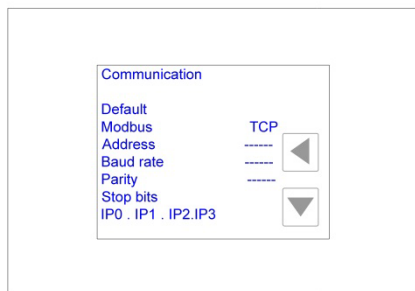 Communication
Default
Modbus TCP
Address ------
Baud rate ------
Parity ------
Stop bits
IP0 . IP1 . IP2.IP3